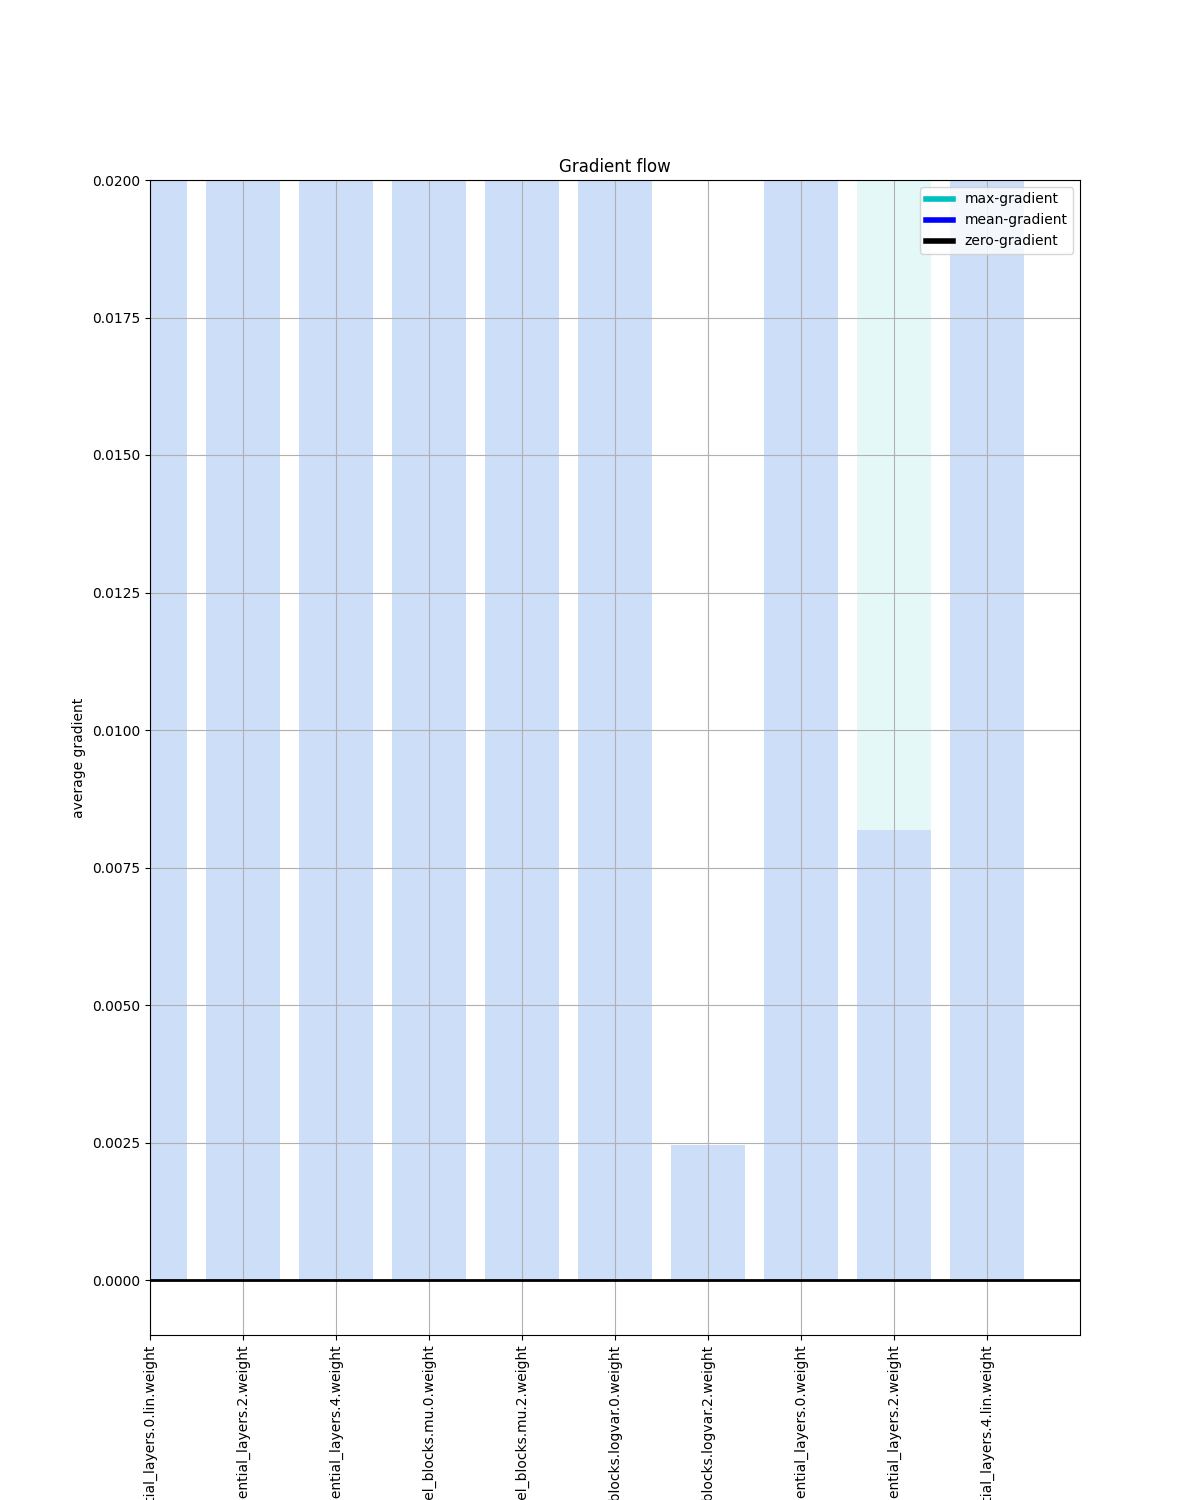 Gradient flow
0.0200
0.0175
0.0150
0.0125
0.0100
0.0075
0.0050
0.0025
0.0000
average gradient
max-gradient
mean-gradient
zero-gradient
tial_layers.0.lin.weight
ential_layers.2.weight
ential_layers.4.weight
el_blocks.mu.0.weight
el_blocks.mu.2.weight
blocks.logvar.0.weight
blocks.logvar.2.weight
ential_layers.0.weight
ential_layers.2.weight
tial_layers.4.lin.weight